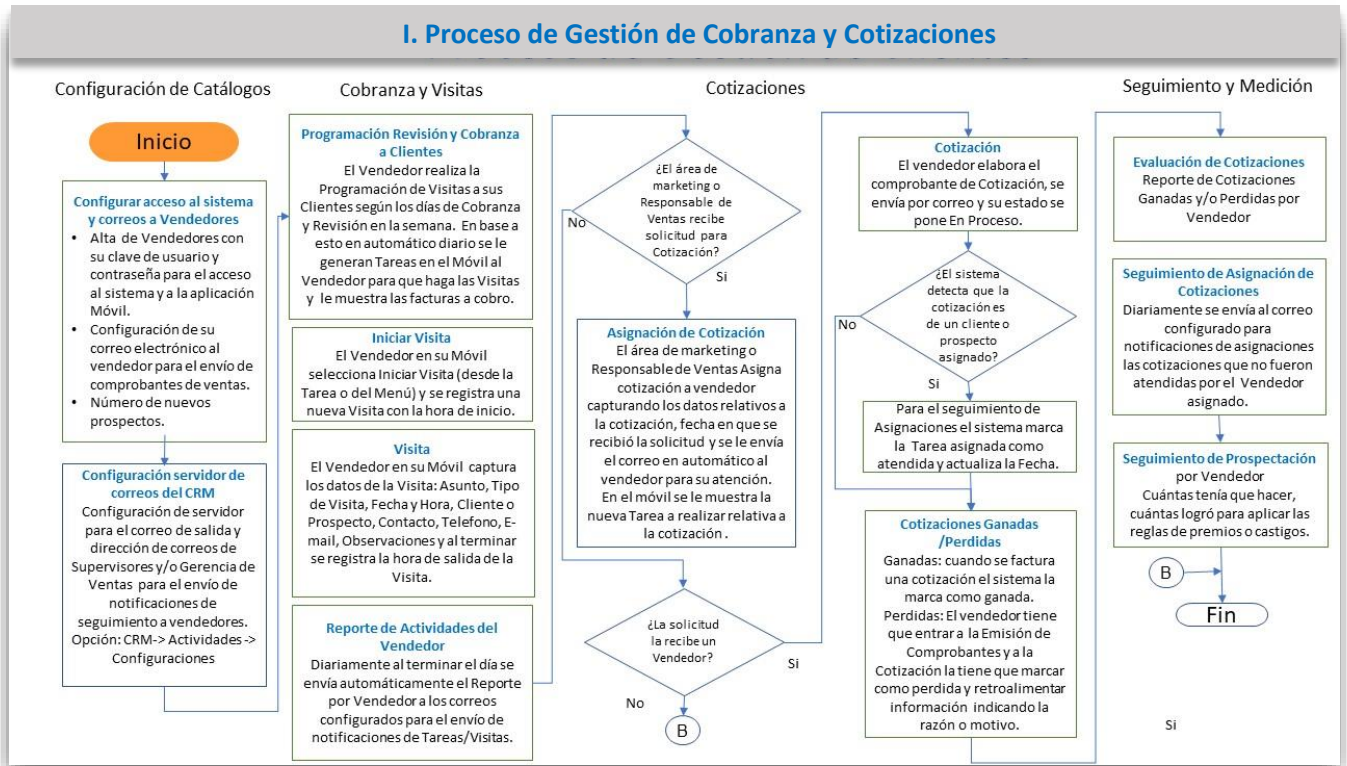 I. Proceso de Gestión de Cobranza y Cotizaciones
Configuración de Catálogos
Inicio
Configurar acceso al sistema
y correos a Vendedores
• Alta de Vendedores con
su clave de usuario y
contraseña para el acceso
al sistema y a la aplicación
Móvil.
• Configuración de su
correo electrónico al
vendedor para el envío de
comprobantes de ventas.
• Número de nuevos
prospectos.
Configuración servidor de
correos del CRM
Configuración de servidor
para el correo de salida y
dirección de correos de
Supervisores y/o Gerencia de
Ventas para el envío de
notificaciones de
seguimiento a vendedores.
Opción: CRM-> Actividades ->
Configuraciones
Cobranza y Visitas
Programación Revisión y Cobranza
a Clientes
El Vendedor realiza la
Programación de Visitas a sus
Clientes según los días de Cobranza
y Revisión en la semana. En base a
esto en automático diario se le
generan Tareas en el Móvil al
Vendedor para que haga las Visitas
y le muestra las facturas a cobro.
Iniciar Visita
El Vendedor en su Móvil
selecciona Iniciar Visita (desde la
Tarea o del Menú) y se registra una
nueva Visita con la hora de inicio.
Visita
El Vendedor en su Móvil captura
los datos de la Visita: Asunto, Tipo
de Visita, Fecha y Hora, Cliente o
Prospecto, Contacto, Telefono, E-
mail, Observaciones y al terminar
se registra la hora de salida de la
Visita.
Reporte de Actividades del
Vendedor
Diariamente al terminar el día se
envía automáticamente el Reporte
por Vendedor a los correos
configurados para el envío de
notificaciones de Tareas/Visitas.
Cotizaciones
¿El área de
marketing o
Responsable de
Ventas recibe
solicitud para
Cotización?
No
Si
Asignación de Cotización
El área de marketing o
Responsable de Ventas Asigna
cotización a vendedor
capturando los datos relativos a
la cotización, fecha en que se
recibió la solicitud y se le envía
el correo en automático al
vendedor para su atención.
En el móvil se le muestra la
nueva Tarea a realizar relativa a
la cotización .
¿La solicitud
la recibe un
Vendedor?
Si
No
B
Cotización
El vendedor elabora el
comprobante de Cotización, se
envía por correo y su estado se
pone En Proceso.
¿El sistema
detecta que la
cotización es
de un cliente o
prospecto
asignado?
No
Si
Para el seguimiento de
Asignaciones el sistema marca
la Tarea asignada como
atendida y actualiza la Fecha.
Cotizaciones Ganadas
/Perdidas
Ganadas: cuando se factura
una cotización el sistema la
marca como ganada.
Perdidas: El vendedor tiene
que entrar a la Emisión de
Comprobantes y a la
Cotización la tiene que marcar
como perdida y retroalimentar
información indicando la
razón o motivo.
Seguimiento y Medición
Evaluación de Cotizaciones
Reporte de Cotizaciones
Ganadas y/o Perdidas por
Vendedor
Seguimiento de Asignación de
Cotizaciones
Diariamente se envía al correo
configurado para
notificaciones de asignaciones
las cotizaciones que no fueron
atendidas por el Vendedor
asignado.
Seguimiento de Prospectación
por Vendedor
Cuántas tenía que hacer,
cuántas logró para aplicar las
reglas de premios o castigos.
B
Fin
Si